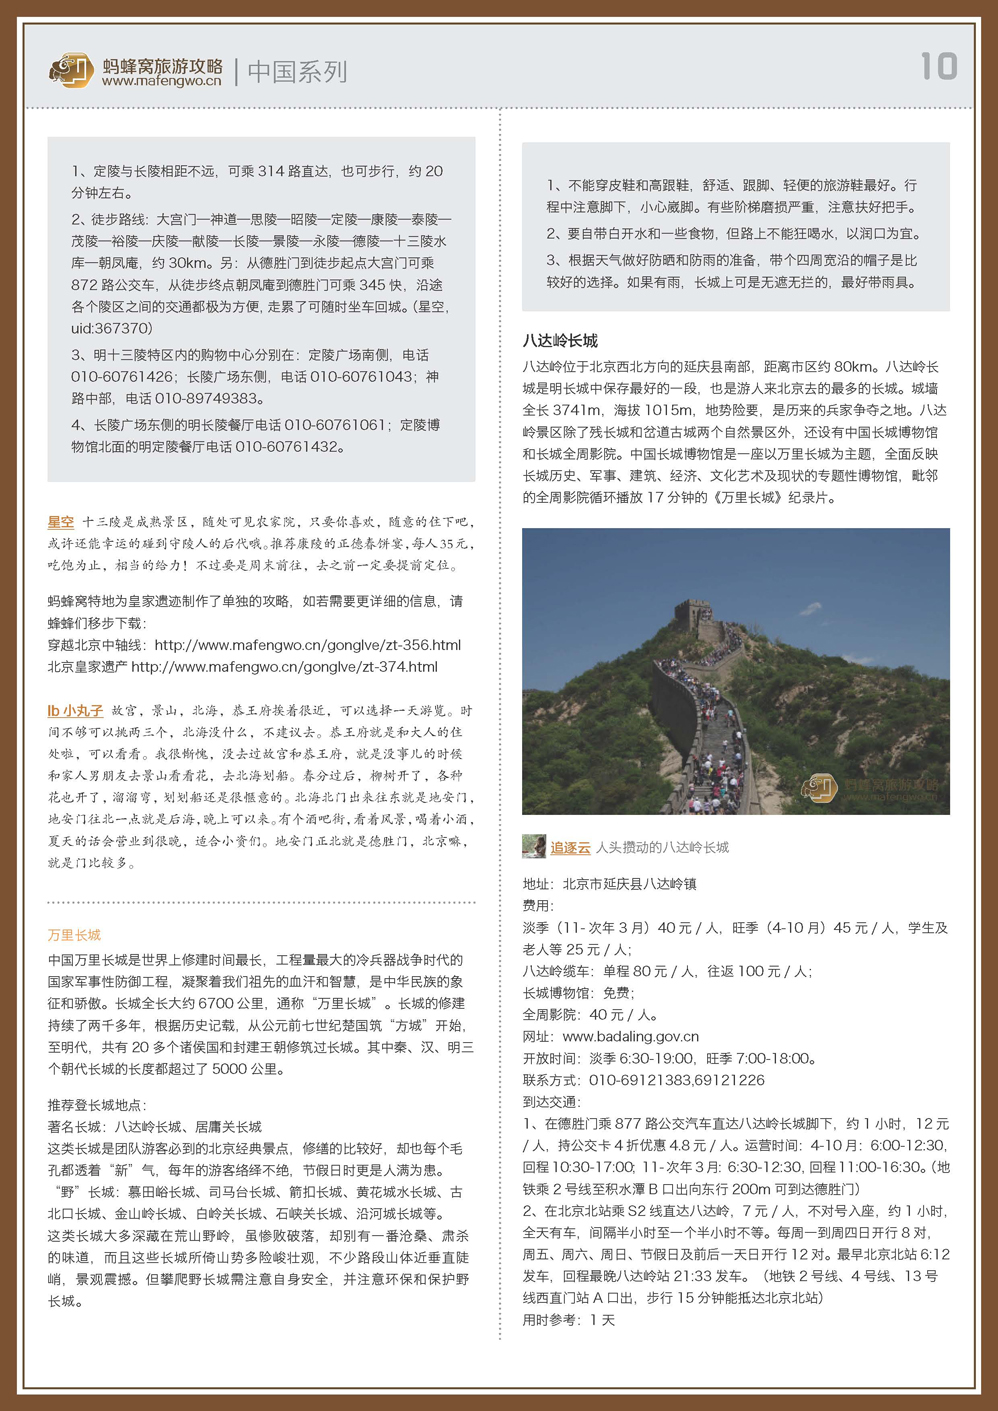 蚂蜂窝旅游攻略
www.mafengwo.cn
中国系列
10
1、定陵与长陵相距不远，可乘 314 路直达，也可步行，约 20
分钟左右。
2、徒步路线：大宫门—神道—思陵—昭陵—定陵—康陵—泰陵—
茂陵—裕陵—庆陵—献陵—长陵—景陵—永陵—德陵—十三陵水
库—朝凤庵，约 30km。另：从德胜门到徒步起点大宫门可乘
872 路公交车，从徒步终点朝凤庵到德胜门可乘 345 快，沿途
各个陵区之间的交通都极为方便，走累了可随时坐车回城。（星空，
uid:367370）
3、明十三陵特区内的购物中心分别在：定陵广场南侧，电话
010-60761426；长陵广场东侧，电话 010-60761043；神
路中部，电话 010-89749383。
4、长陵广场东侧的明长陵餐厅电话 010-60761061；定陵博
物馆北面的明定陵餐厅电话 010-60761432。
星空 十三陵是成熟景区，随处可见农家院，只要你喜欢，随意的住下吧，
或许还能幸运的碰到守陵人的后代哦。推荐康陵的正德春饼宴，每人35元，
吃饱为止，相当的给力！不过要是周末前往，去之前一定要提前定位。
蚂蜂窝特地为皇家遗迹制作了单独的攻略，如若需要更详细的信息，请
蜂蜂们移步下载：
穿越北京中轴线：http://www.mafengwo.cn/gonglve/zt-356.html
北京皇家遗产 http://www.mafengwo.cn/gonglve/zt-374.html
lb 小丸子 故宫，景山，北海，恭王府挨着很近，可以选择一天游览。时
间不够可以挑两三个，北海没什么，不建议去。恭王府就是和大人的住
处啦，可以看看。我很惭愧，没去过故宫和恭王府，就是没事儿的时候
和家人男朋友去景山看看花，去北海划船。春分过后，柳树开了，各种
花也开了，溜溜弯，划划船还是很惬意的。北海北门出来往东就是地安门，
地安门往北一点就是后海，晚上可以来。有个酒吧街，看着风景，喝着小酒，
夏天的话会营业到很晚，适合小资们。地安门正北就是德胜门，北京嘛，
就是门比较多。
万里长城
中国万里长城是世界上修建时间最长，工程量最大的冷兵器战争时代的
国家军事性防御工程，凝聚着我们祖先的血汗和智慧，是中华民族的象
征和骄傲。长城全长大约 6700 公里，通称“万里长城”。长城的修建
持续了两千多年，根据历史记载，从公元前七世纪楚国筑“方城”开始，
至明代，共有 20 多个诸侯国和封建王朝修筑过长城。其中秦、汉、明三
个朝代长城的长度都超过了 5000 公里。
推荐登长城地点：
著名长城：八达岭长城、居庸关长城
这类长城是团队游客必到的北京经典景点，修缮的比较好，却也每个毛
孔都透着“新”气，每年的游客络绎不绝，节假日时更是人满为患。
“野”长城：慕田峪长城、司马台长城、箭扣长城、黄花城水长城、古
北口长城、金山岭长城、白岭关长城、石峡关长城、沿河城长城等。
这类长城大多深藏在荒山野岭，虽惨败破落，却别有一番沧桑、肃杀
的味道，而且这些长城所倚山势多险峻壮观，不少路段山体近垂直陡
峭，景观震撼。但攀爬野长城需注意自身安全，并注意环保和保护野
长城。
1、不能穿皮鞋和高跟鞋，舒适、跟脚、轻便的旅游鞋最好。行
程中注意脚下，小心崴脚。有些阶梯磨损严重，注意扶好把手。
2、要自带白开水和一些食物，但路上不能狂喝水，以润口为宜。
3、根据天气做好防晒和防雨的准备，带个四周宽沿的帽子是比
较好的选择。如果有雨，长城上可是无遮无拦的，最好带雨具。
八达岭长城
八达岭位于北京西北方向的延庆县南部，距离市区约 80km。八达岭长
城是明长城中保存最好的一段，也是游人来北京去的最多的长城。城墙
全长 3741m，海拔 1015m，地势险要，是历来的兵家争夺之地。八达
岭景区除了残长城和岔道古城两个自然景区外，还设有中国长城博物馆
和长城全周影院。中国长城博物馆是一座以万里长城为主题，全面反映
长城历史、军事、建筑、经济、文化艺术及现状的专题性博物馆，毗邻
的全周影院循环播放 17 分钟的《万里长城》纪录片。
蚂蜂窝旅游攻略
www.mafengwo.cn
追逐云 人头攒动的八达岭长城
地址：北京市延庆县八达岭镇
费用：
淡季（11- 次年 3 月）40 元 / 人，旺季（4-10 月）45 元 / 人，学生及
老人等 25 元 / 人；
八达岭缆车：单程 80 元 / 人，往返 100 元 / 人；
长城博物馆：免费；
全周影院：40 元 / 人。
网址：www.badaling.gov.cn
开放时间：淡季 6:30-19:00，旺季 7:00-18:00。
联系方式：010-69121383,69121226
到达交通：
1、在德胜门乘 877 路公交汽车直达八达岭长城脚下，约 1 小时，12 元
/ 人，持公交卡 4 折优惠 4.8 元 / 人。运营时间：4-10 月：6:00-12:30，
回程 10:30-17:00；11- 次年 3 月：6:30-12:30，回程 11:00-16:30。（地
铁乘 2 号线至积水潭 B 口出向东行 200m 可到达德胜门）
2、在北京北站乘 S2 线直达八达岭，7 元 / 人，不对号入座，约 1 小时，
全天有车，间隔半小时至一个半小时不等。每周一到周四日开行 8 对，
周五、周六、周日、节假日及前后一天日开行 12 对。最早北京北站 6:12
发车，回程最晚八达岭站 21:33 发车。（地铁 2 号线、4 号线、13 号
线西直门站 A 口出，步行 15 分钟能抵达北京北站）
用时参考：1 天